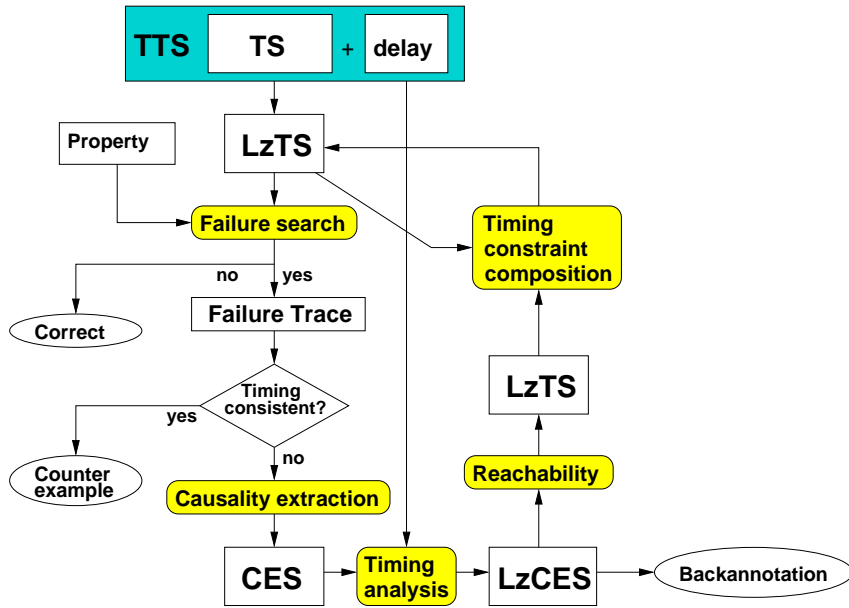 TTS
TS
+
delay
Property
LzTS
Failure search
Timing
constraint
composition
no
yes
Correct
Failure Trace
Timing
consistent?
yes
LzTS
no
Counter
example
Causality extraction
Reachability
CES
Timing
analysis
LzCES
Backannotation